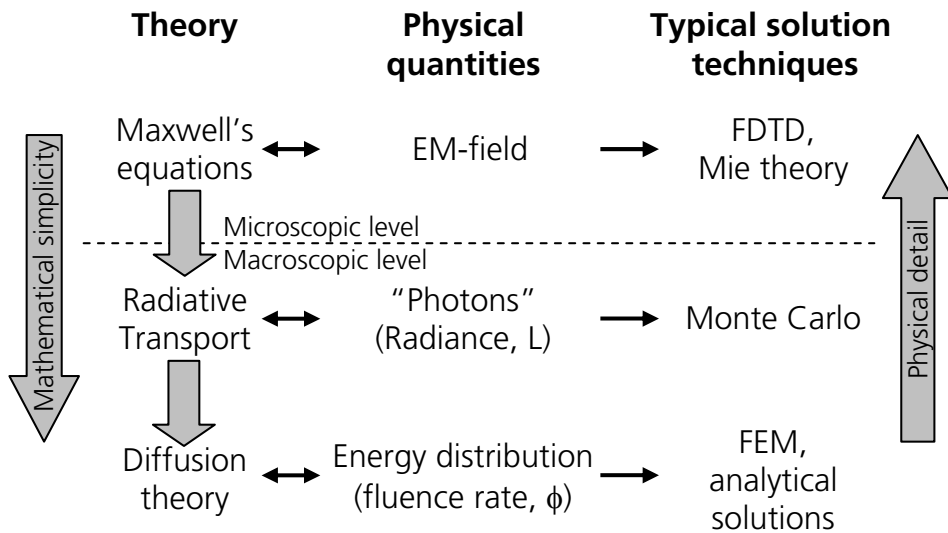 Theory
Physical
quantities
Typical solution
techniques
Mathematical simplicity
Maxwell's
equations
EM-field
FDTD,
Mie theory
Microscopic level
Macroscopic level
Radiative
Transport
“Photons”
(Radiance, L)
Monte Carlo
Diffusion
theory
Energy distribution
(fluence rate, ϕ)
FEM,
analytical
solutions
Physical detail